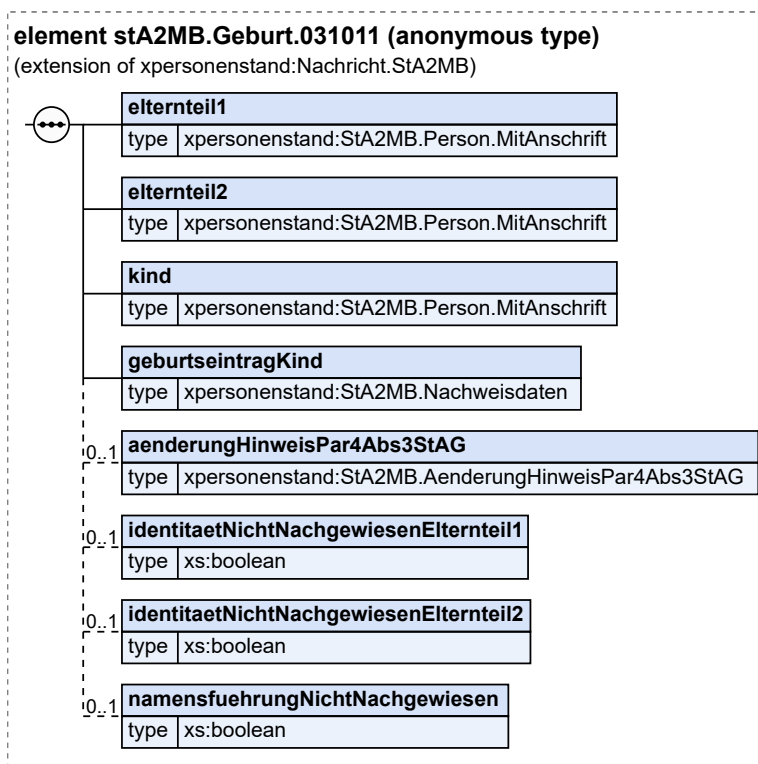 element stA2MB.Geburt.031011 (anonymous type)
(extension of xpersonenstand:Nachricht.StA2MB)
elternteil1
type xpersonenstand:StA2MB.Person.MitAnschrift
elternteil2
type xpersonenstand:StA2MB.Person.MitAnschrift
kind
type xpersonenstand:StA2MB.Person.MitAnschrift
geburtseintragKind
type xpersonenstand:StA2MB.Nachweisdaten
0..1 aenderungHinweisPar4Abs3StAG
type xpersonenstand:StA2MB.AenderungHinweisPar4Abs3StAG
0..1 identitaetNichtNachgewiesenElternteil1
type xs:boolean
0..1 identitaetNichtNachgewiesenElternteil2
type xs:boolean
0..1 namensfuehrungNichtNachgewiesen
type xs:boolean